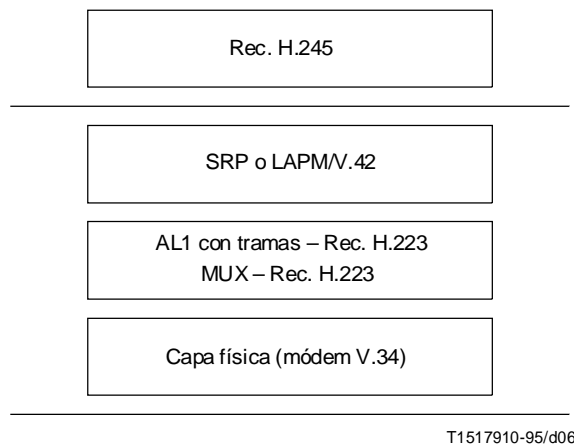 Rec. H.245
SRP o LAPM/V.42
AL1 con tramas – Rec. H.223
MUX – Rec. H.223
Capa física (módem V.34)
T1517910-95/d06